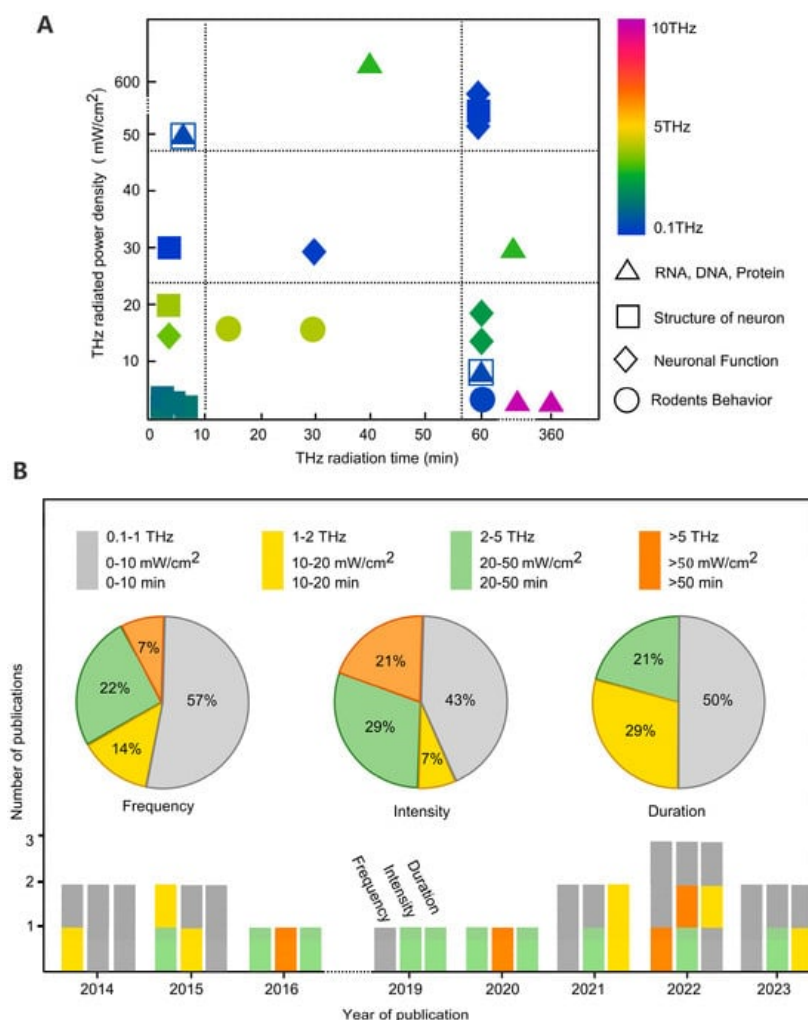 A
THz radiated power density ( mW/cm²)
600
50
40
30
20
10
0
10
20
30
40
50
60
360
THz radiation time (min)
10THz
5THz
0.1THz
RNA, DNA, Protein
Structure of neuron
Neuronal Function
Rodents Behavior
B
0.1-1 THz
0-10 mW/cm²
0-10 min
1-2 THz
10-20 mW/cm²
10-20 min
2-5 THz
20-50 mW/cm²
20-50 min
>5 THz
>50 mW/cm²
>50 min
7%
22%
57%
14%
Frequency
21%
43%
29%
7%
Intensity
21%
50%
29%
Duration
Number of publications
3
2
1
Frequency
Intensity
Duration
2014
2015
2016
2019
2020
2021
2022
2023
Year of publication